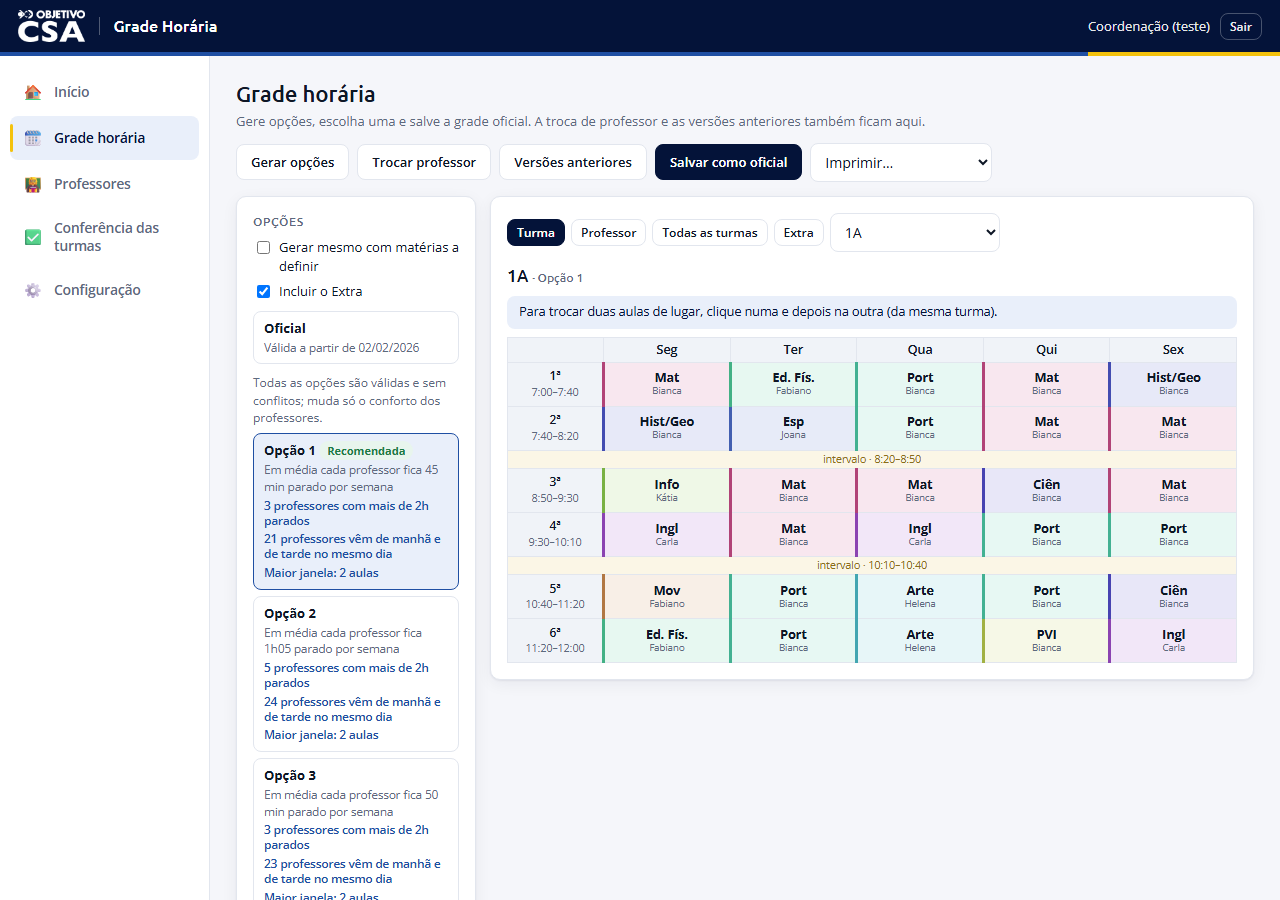 OBJETIVO
CSA
Grade Horária
Coordenação (teste)
Sair
Início
Grade horária
Professores
Conferência das
turmas
Configuração
Grade horária
Gere opções, escolha uma e salve a grade oficial. A troca de professor e as versões anteriores também ficam aqui.
Gerar opções
Trocar professor
Versões anteriores
Salvar como oficial
Imprimir...
OPÇÕES
Gerar mesmo com matérias a
definir
Incluir o Extra
Oficial
Válida a partir de 02/02/2026
Todas as opções são válidas e sem
conflitos; muda só o conforto dos
professores.
Opção 1 Recomendada
Em média cada professor fica 45
min parado por semana
3 professores com mais de 2h
parados
21 professores vêm de manhã e
de tarde no mesmo dia
Maior janela: 2 aulas
Opção 2
Em média cada professor fica
1h05 parado por semana
5 professores com mais de 2h
parados
24 professores vêm de manhã e
de tarde no mesmo dia
Maior janela: 2 aulas
Opção 3
Em média cada professor fica 50
min parado por semana
3 professores com mais de 2h
parados
23 professores vêm de manhã e
de tarde no mesmo dia
Maior janela: 2 aulas
Turma
Professor
Todas as turmas
Extra
1A
1A · Opção 1
Para trocar duas aulas de lugar, clique numa e depois na outra (da mesma turma).
Seg Ter Qua Qui Sex
1ª Mat Ed. Fís. Port Mat Hist/Geo
7:00–7:40 Bianca Fabiano Bianca Bianca Bianca
2ª Hist/Geo Esp Port Mat Mat
7:40–8:20 Bianca Joana Bianca Bianca Bianca
intervalo · 8:20–8:50
3ª Info Mat Mat Ciên Mat
8:50–9:30 Kátia Bianca Bianca Bianca Bianca
4ª Ingl Mat Ingl Port Port
9:30–10:10 Carla Bianca Carla Bianca Bianca
intervalo · 10:10–10:40
5ª Mov Port Arte Port Ciên
10:40–11:20 Fabiano Bianca Helena Bianca Bianca
6ª Ed. Fís. Port Arte PVI Ingl
11:20–12:00 Fabiano Bianca Helena Bianca Carla